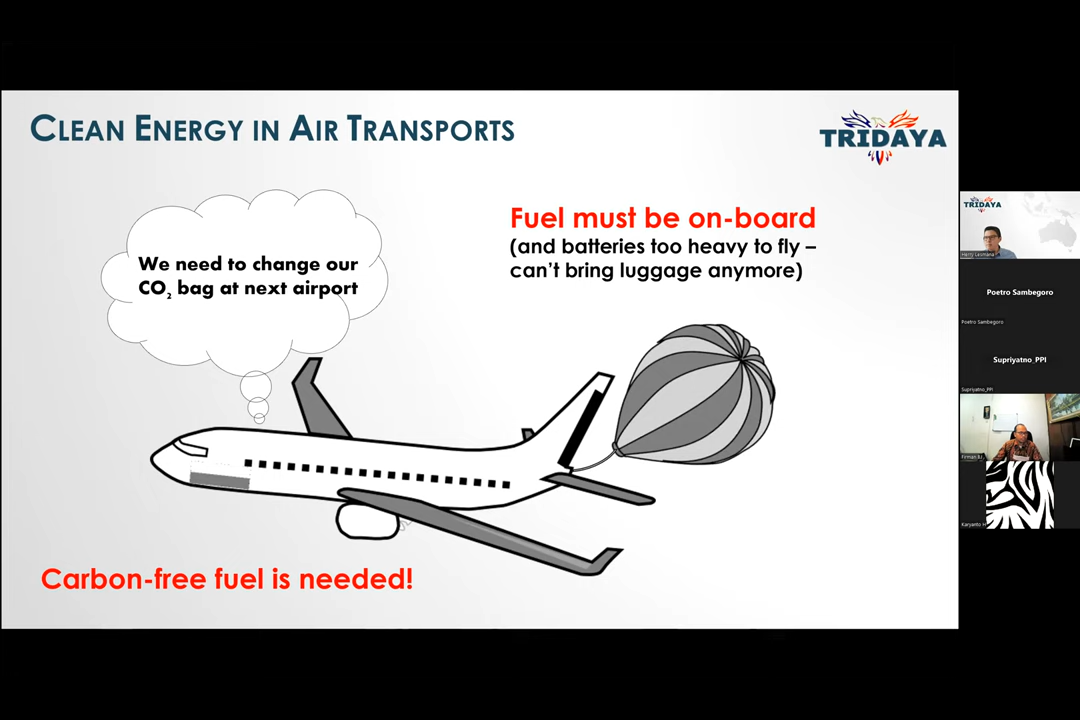 CLEAN ENERGY IN AIR TRANSPORTS
TRIDAYA
We need to change our
CO₂ bag at next airport
Fuel must be on-board
(and batteries too heavy to fly –
can't bring luggage anymore)
Carbon-free fuel is needed!
TRIDAYA
Poetro Sambegoro
Poetro Sambegoro
Supriyatno_PPI
Supriyatno_PPI
Karyanto H